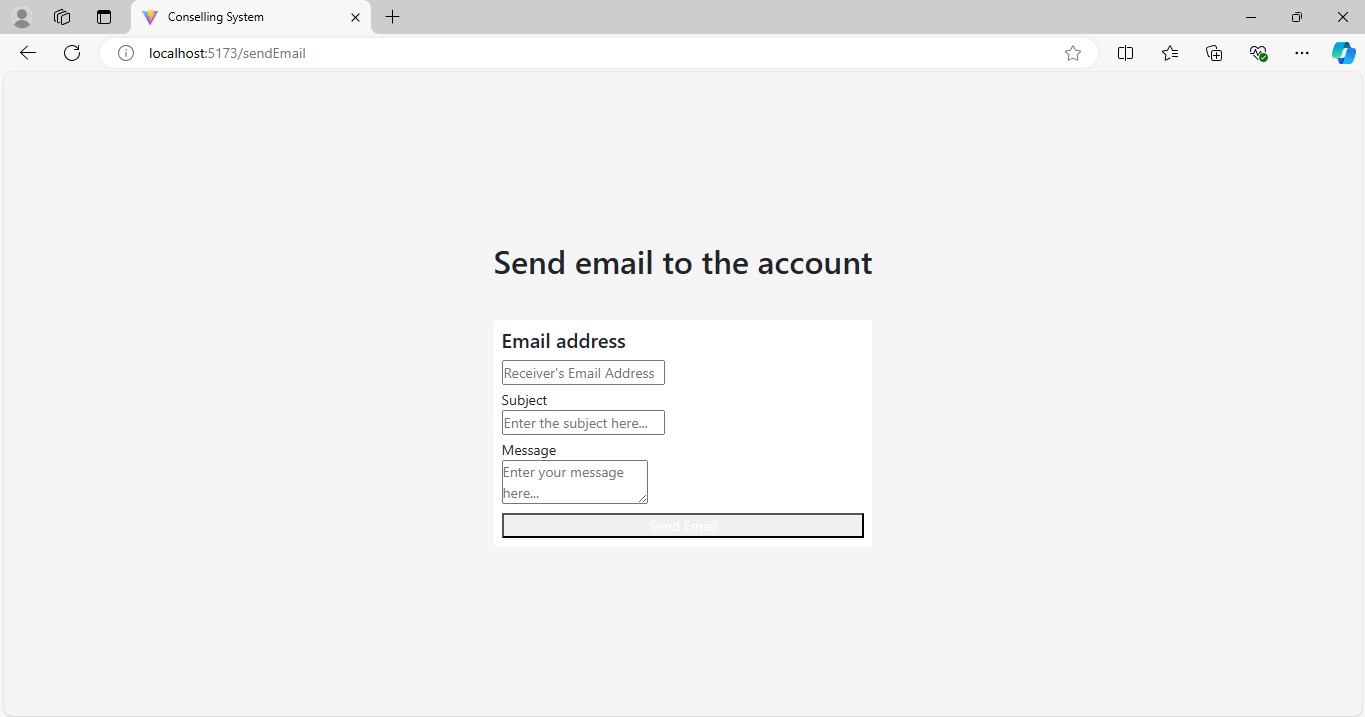 Conselling System
localhost:5173/sendEmail
Send email to the account
Email address
Receiver's Email Address
Subject
Enter the subject here...
Message
Enter your message
here...
Send Email